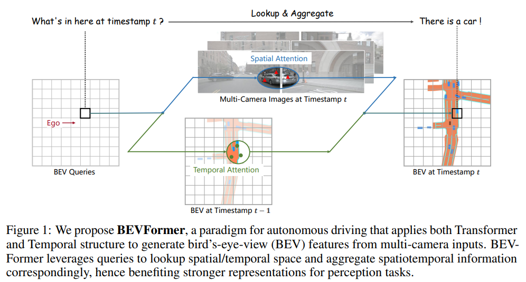 What's in here at timestamp t ?
Lookup & Aggregate
There is a car !
Spatial Attention
Multi-Camera Images at Timestamp t
Ego
Temporal Attention
BEV Queries
BEV at Timestamp t − 1
BEV at Timestamp t
Figure 1: We propose BEVFormer, a paradigm for autonomous driving that applies both Transformer
and Temporal structure to generate bird's-eye-view (BEV) features from multi-camera inputs. BEV-
Former leverages queries to lookup spatial/temporal space and aggregate spatiotemporal information
correspondingly, hence benefiting stronger representations for perception tasks.